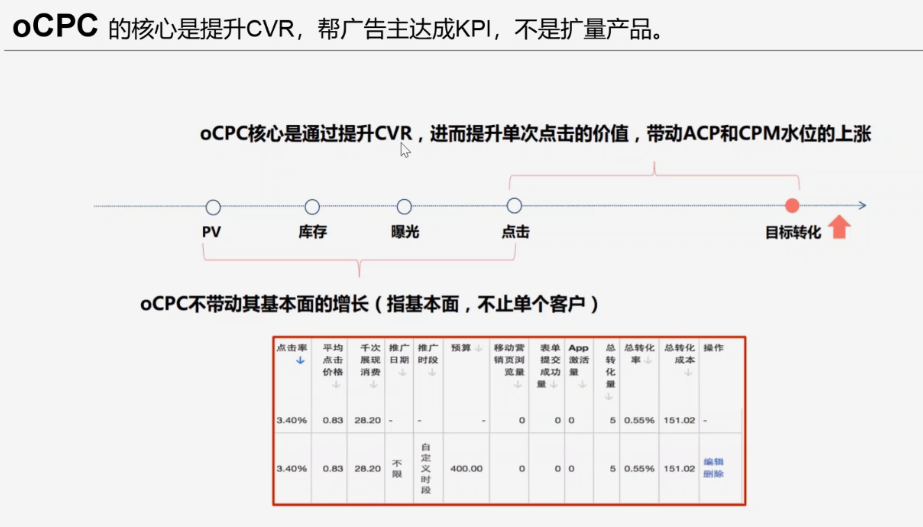 oCPC 的核心是提升CVR，帮广告主达成KPI，不是扩量产品。
oCPC核心是通过提升CVR，进而提升单次点击的价值，带动ACP和CPM水位的上涨
PV 库存 曝光 点击 目标转化
oCPC不带动其基本面的增长（指基本面，不止单个客户）
点击率 平均点击价格 千次展现消费 推广日期 推广时段 预算 移动营销页浏览量 表单提交成功量 App激活量 总转化量 总转化率 总转化成本 操作
3.40% 0.83 28.20 - - - 0 0 0 5 0.55% 151.02 -
3.40% 0.83 28.20 不限 自定义时段 400.00 0 0 0 5 0.55% 151.02 编辑 删除